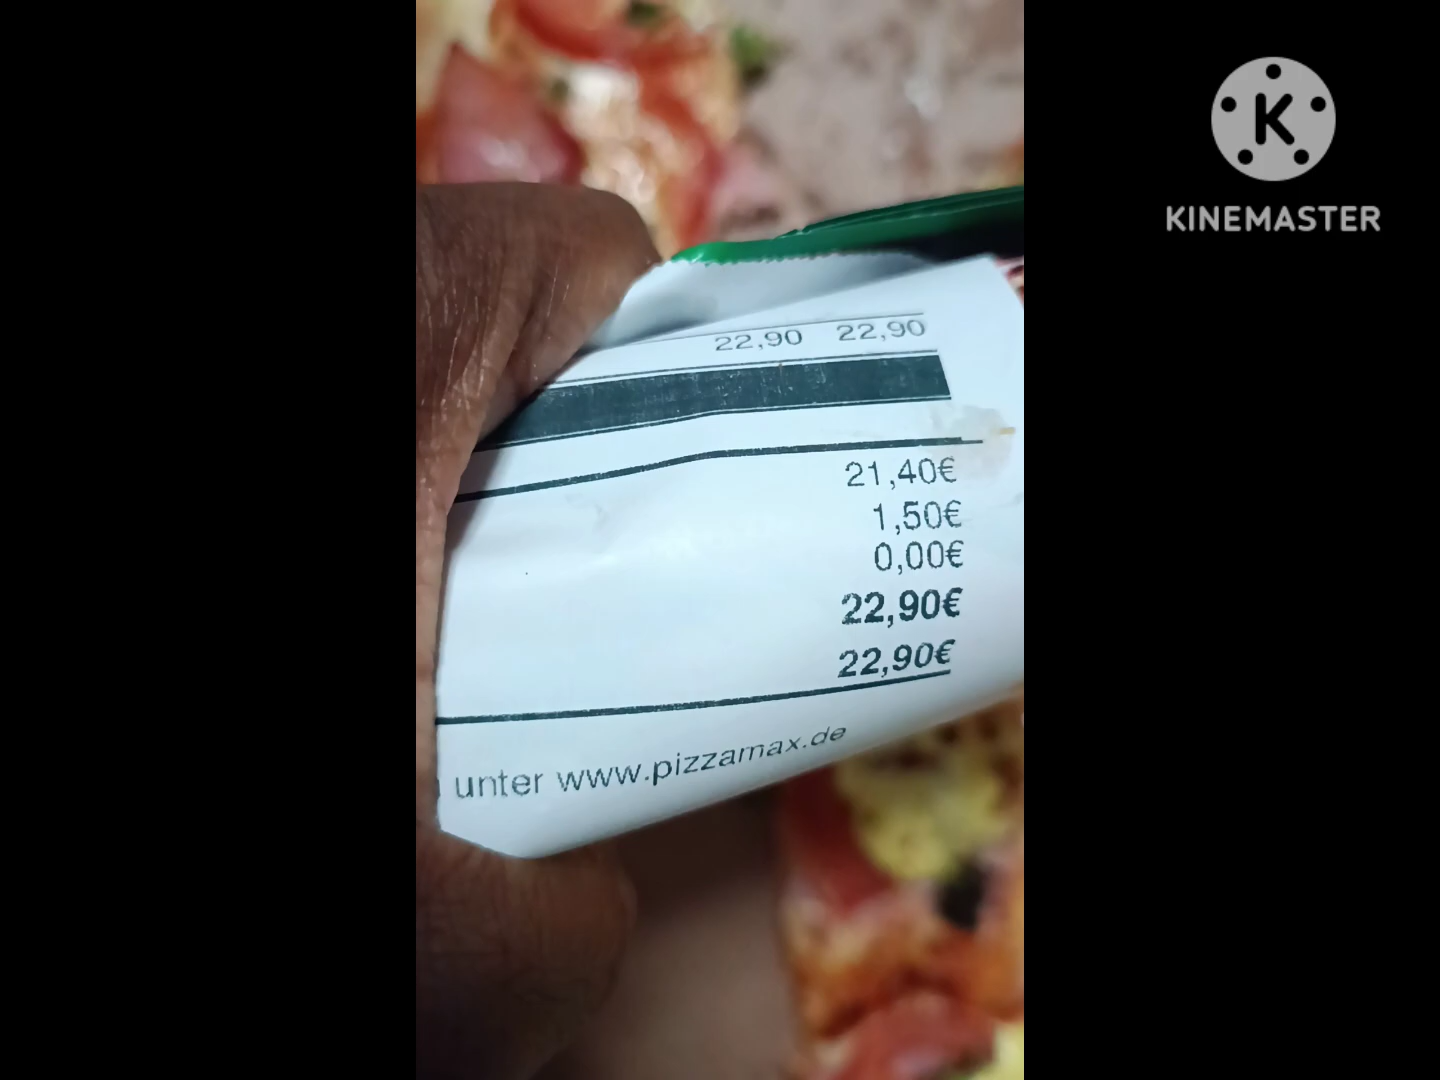 K
KINEMASTER
22,90 22,90
21,40€
1,50€
0,00€
22,90€
22,90€
unter www.pizzamax.de